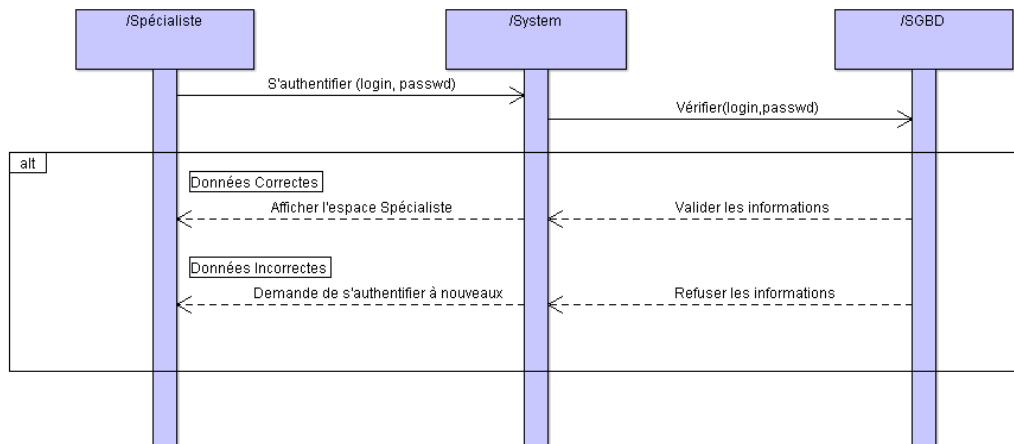 /Spécialiste
/System
/SGBD
S'authentifier (login, passwd)
Vérifier(login,passwd)
alt
Données Correctes
Afficher l'espace Spécialiste
Valider les informations
Données Incorrectes
Demande de s'authentifier à nouveaux
Refuser les informations